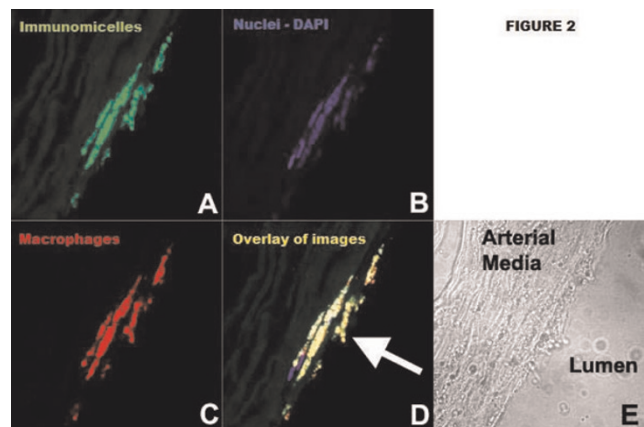 Immunomicelles
Nuclei - DAPI
FIGURE 2
A
B
Macrophages
Overlay of images
Arterial
Media
Lumen
C
D
E